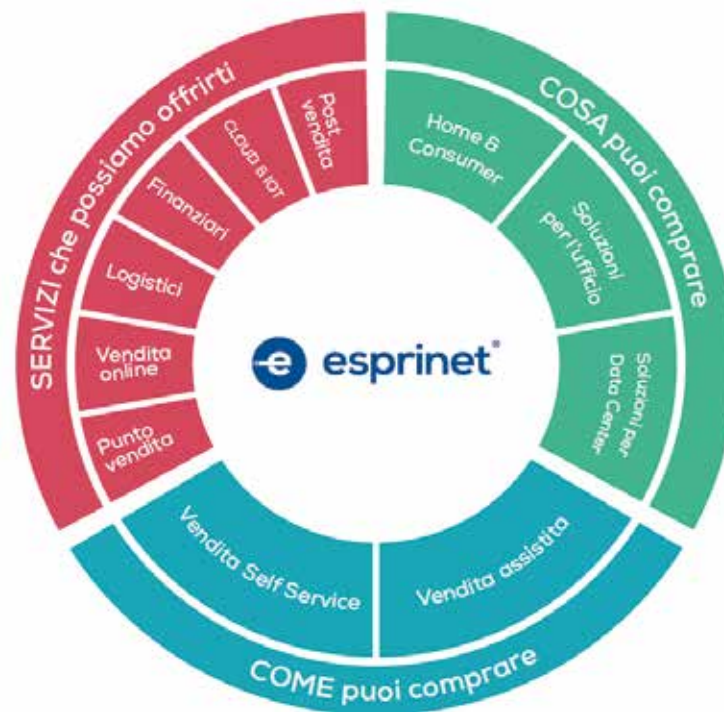 SERVIZI che possiamo offrirti
Post
vendita
CLOUD & IOT
Finanziari
Logistici
Vendita
online
Punto
vendita
COSA puoi comprare
Home &
Consumer
Soluzioni
per l'ufficio
Soluzioni per
Data Center
esprinet®
Vendita Self Service
Vendita assistita
COME puoi comprare